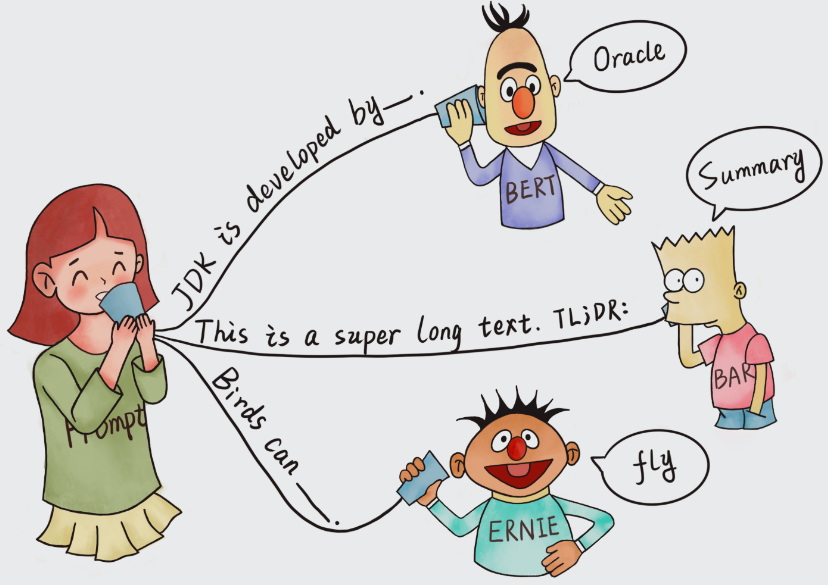 JDK is developed by —.
Oracle
BERT
Summary
This is a super long text. TL;DR:
BAR
Prompt
Birds can —.
fly
ERNIE